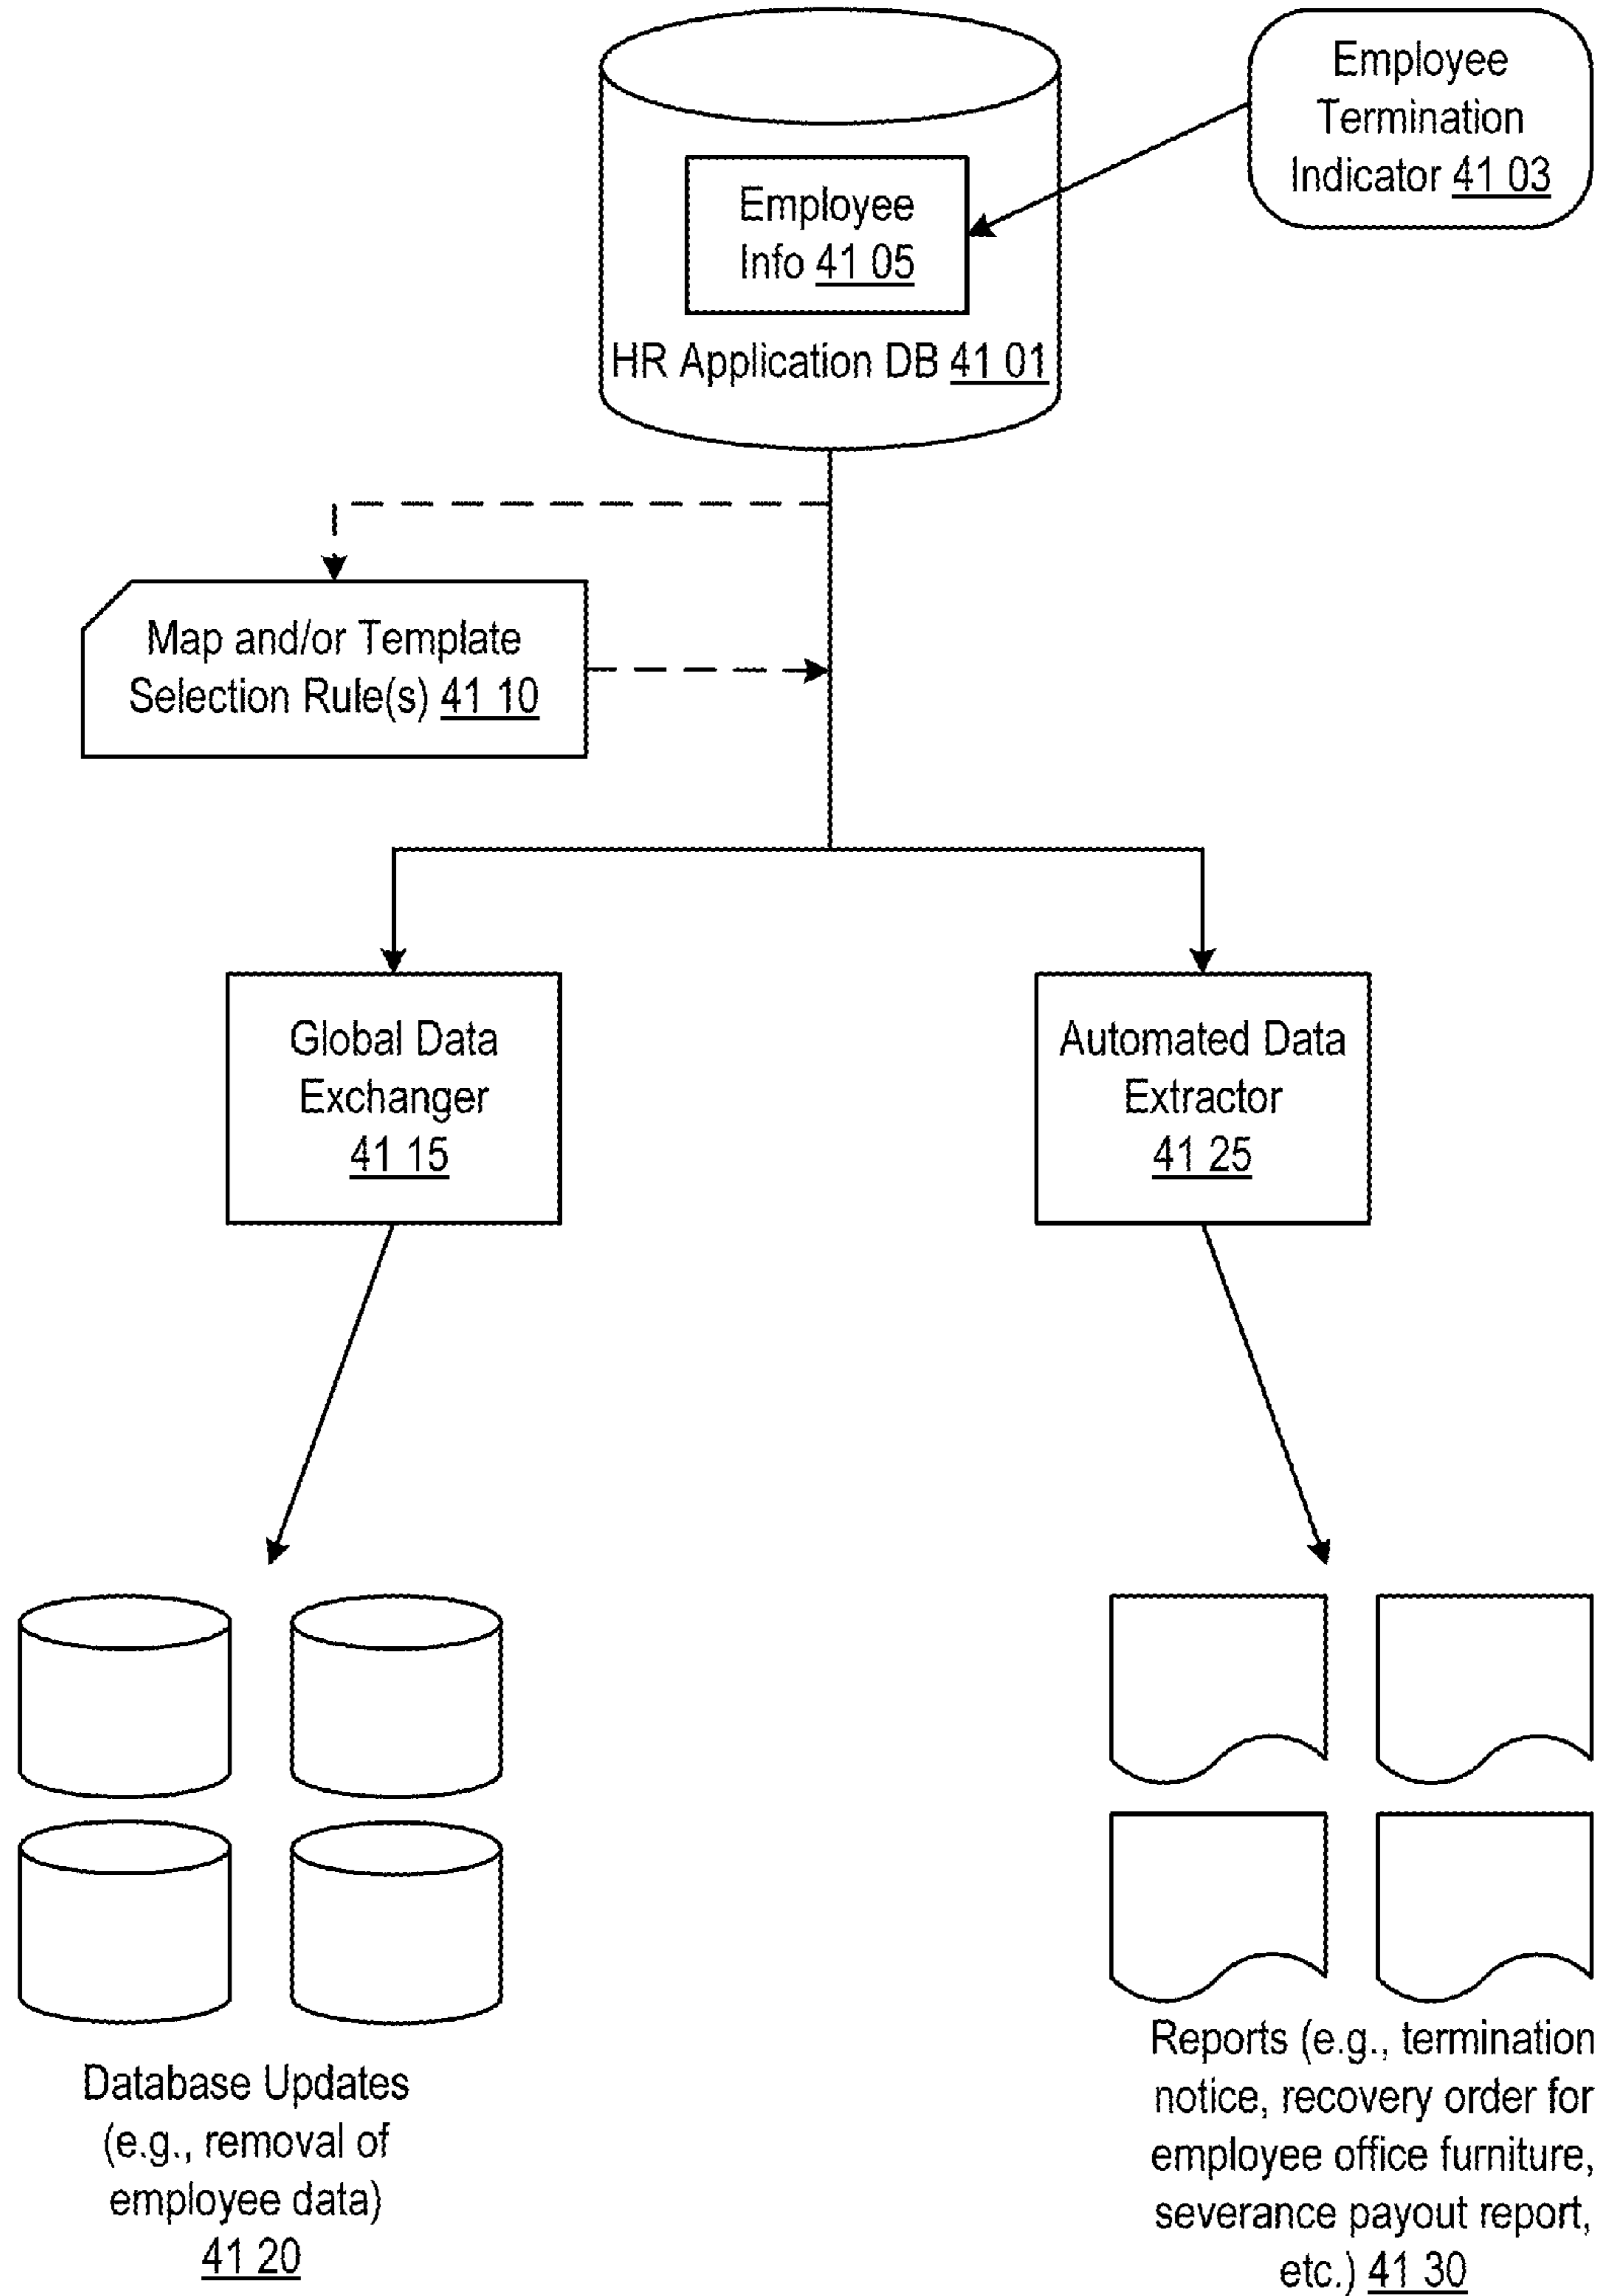 Employee
Termination
Indicator 41 03
Employee
Info 41 05
HR Application DB 41 01
Map and/or Template
Selection Rule(s) 41 10
Global Data
Exchanger
41 15
Automated Data
Extractor
41 25
Database Updates
(e.g., removal of
employee data)
41 20
Reports (e.g., termination
notice, recovery order for
employee office furniture,
severance payout report,
etc.) 41 30